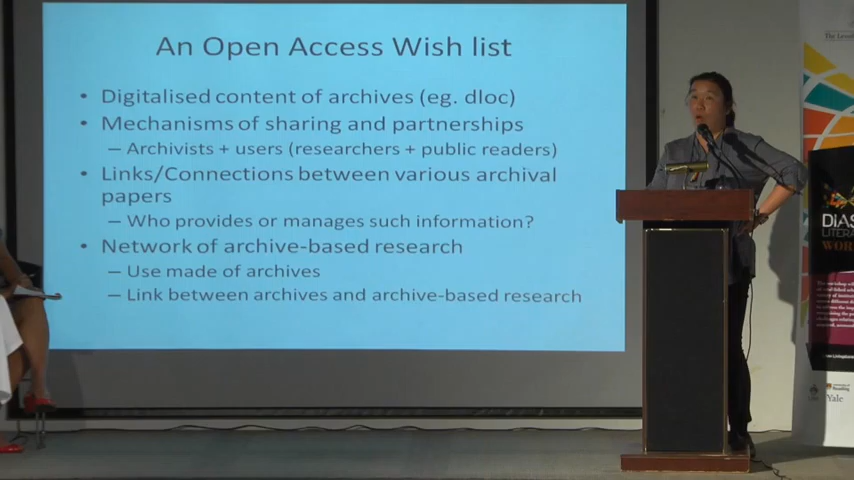 An Open Access Wish list
• Digitalised content of archives (eg. dloc)
• Mechanisms of sharing and partnerships
– Archivists + users (researchers + public readers)
• Links/Connections between various archival
papers
– Who provides or manages such information?
• Network of archive-based research
– Use made of archives
– Link between archives and archive-based research
Yale